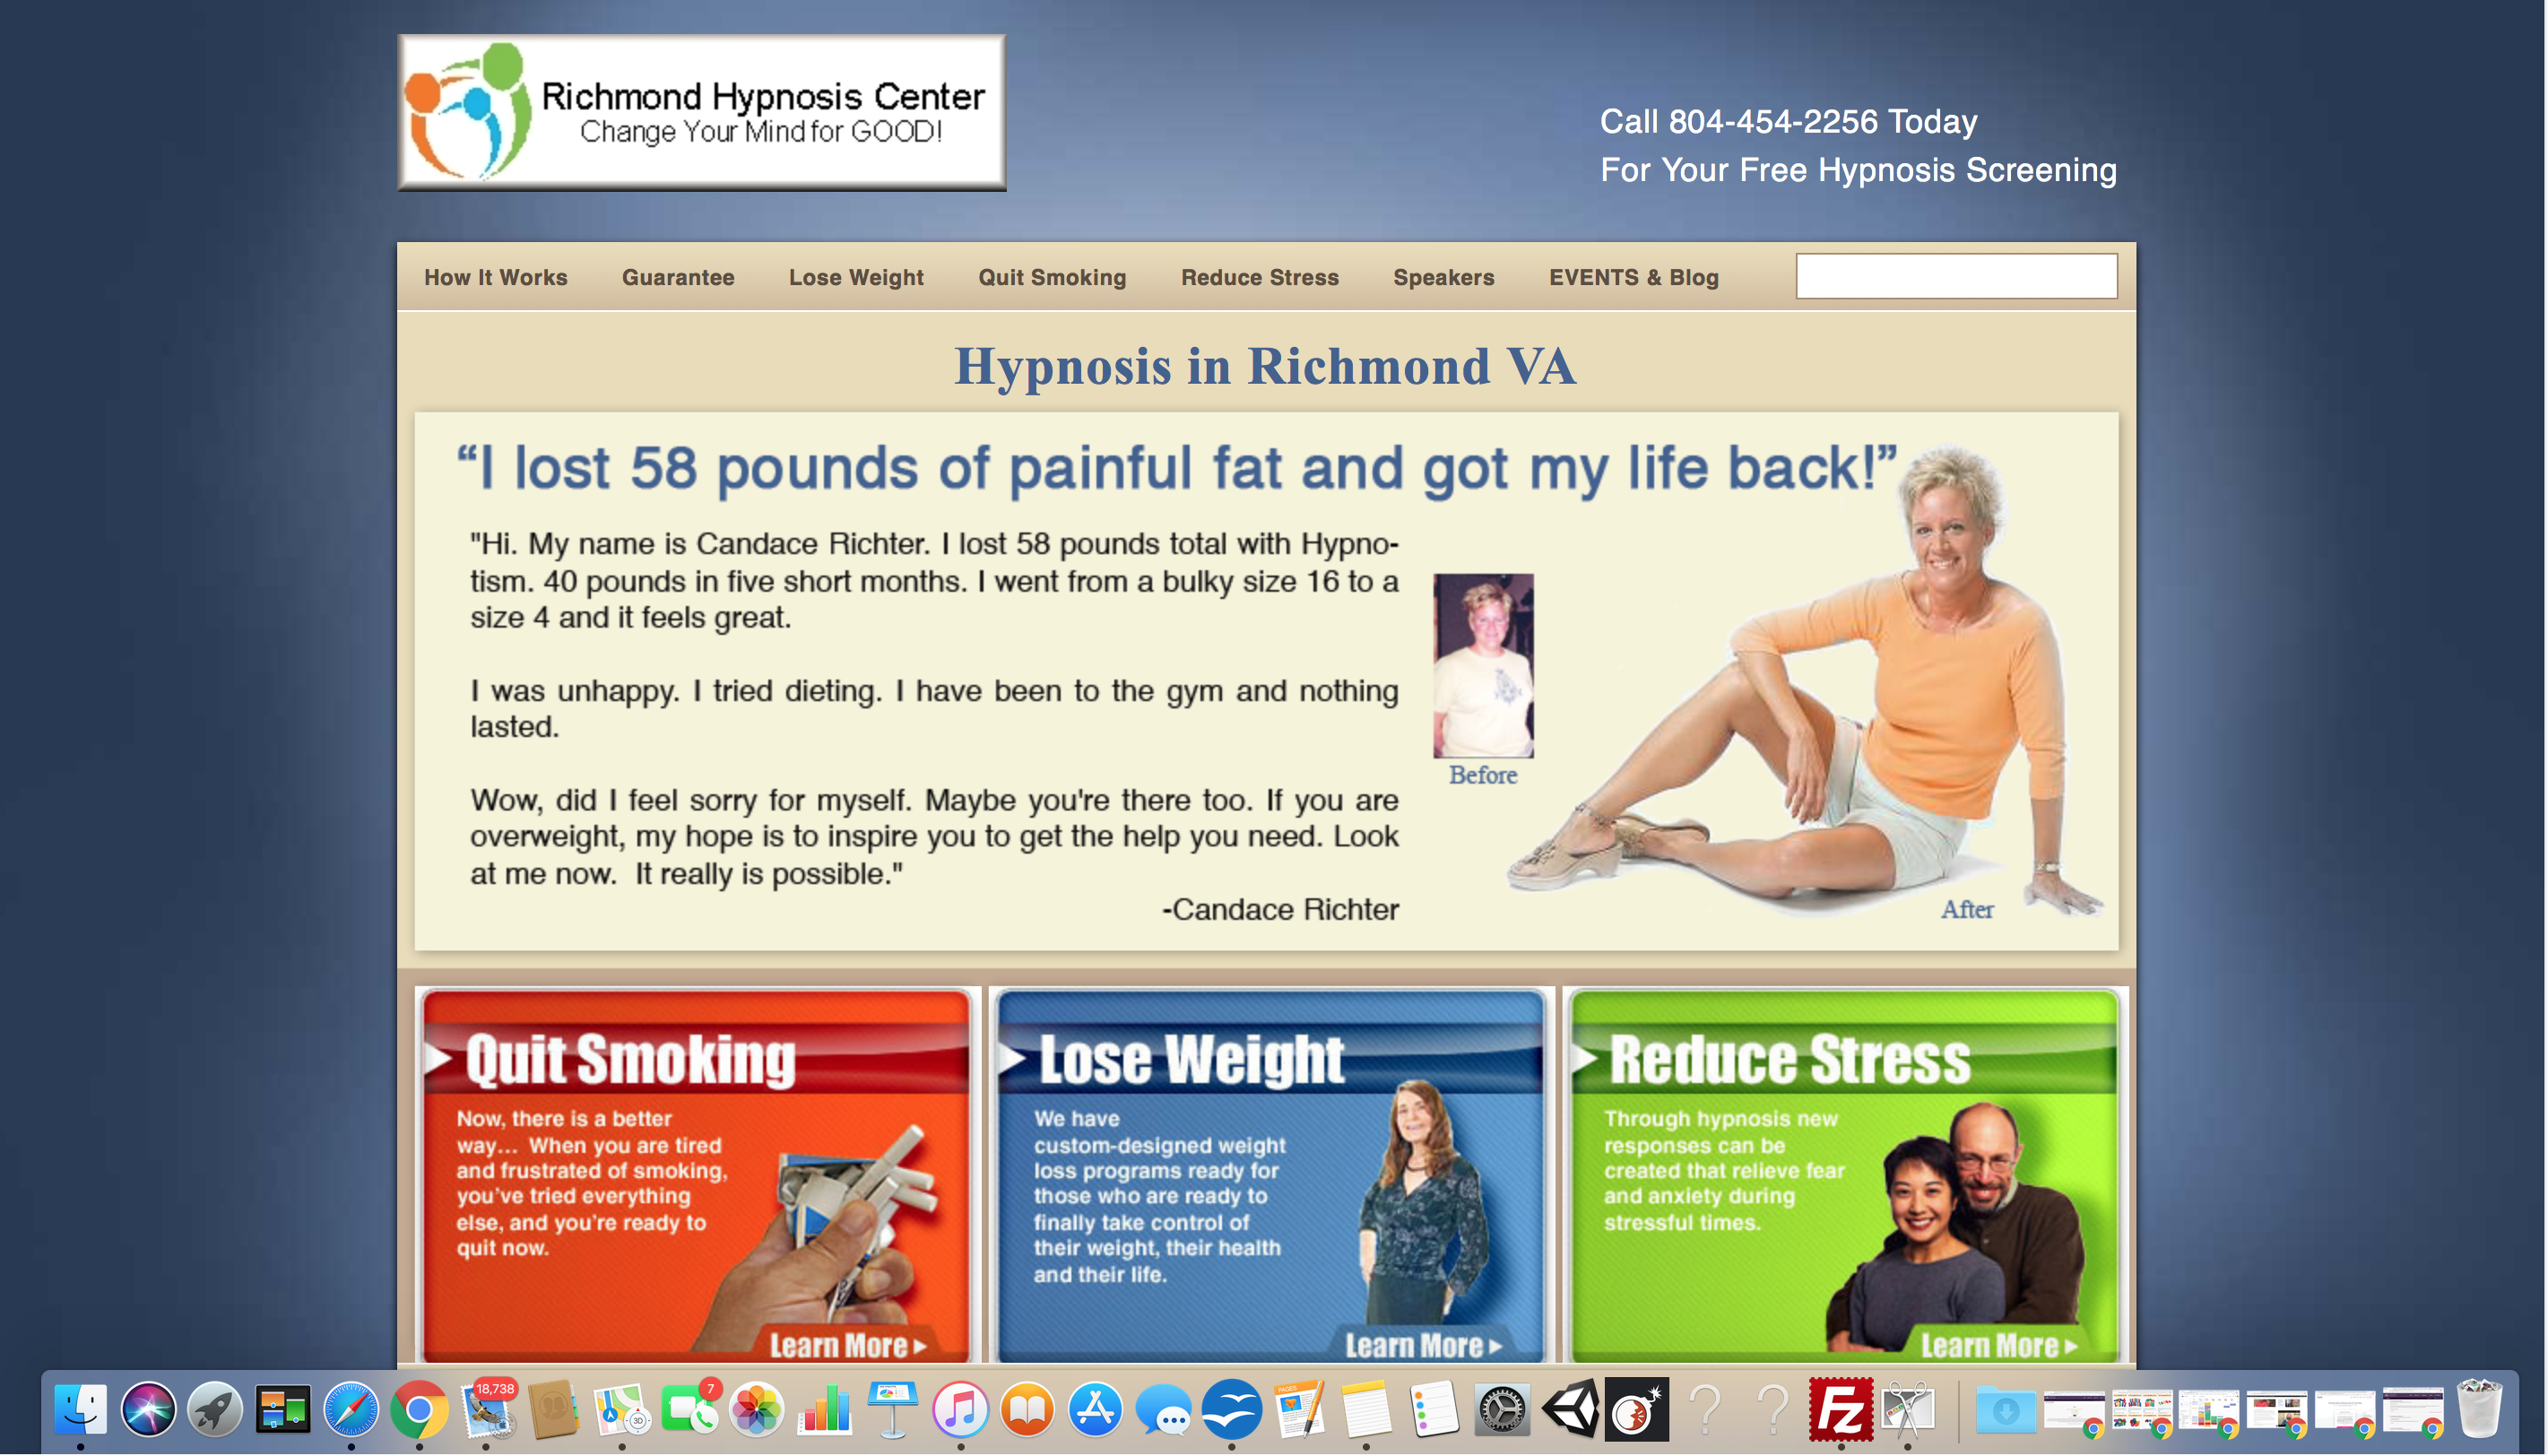 Richmond Hypnosis Center
Change Your Mind for GOOD!
Call 804-454-2256 Today
For Your Free Hypnosis Screening
How It Works Guarantee Lose Weight Quit Smoking Reduce Stress Speakers EVENTS & Blog
Hypnosis in Richmond VA
“I lost 58 pounds of painful fat and got my life back!”
"Hi. My name is Candace Richter. I lost 58 pounds total with Hypno-
tism. 40 pounds in five short months. I went from a bulky size 16 to a
size 4 and it feels great.
I was unhappy. I tried dieting. I have been to the gym and nothing
lasted.
Wow, did I feel sorry for myself. Maybe you're there too. If you are
overweight, my hope is to inspire you to get the help you need. Look
at me now. It really is possible."
-Candace Richter
Before
After
Quit Smoking
Now, there is a better
way... When you are tired
and frustrated of smoking,
you've tried everything
else, and you're ready to
quit now.
Learn More
Lose Weight
We have
custom-designed weight
loss programs ready for
those who are ready to
finally take control of
their weight, their health
and their life.
Learn More
Reduce Stress
Through hypnosis new
responses can be
created that relieve fear
and anxiety during
stressful times.
Learn More
18,738
7
3D
PAGES
? ?
Fz